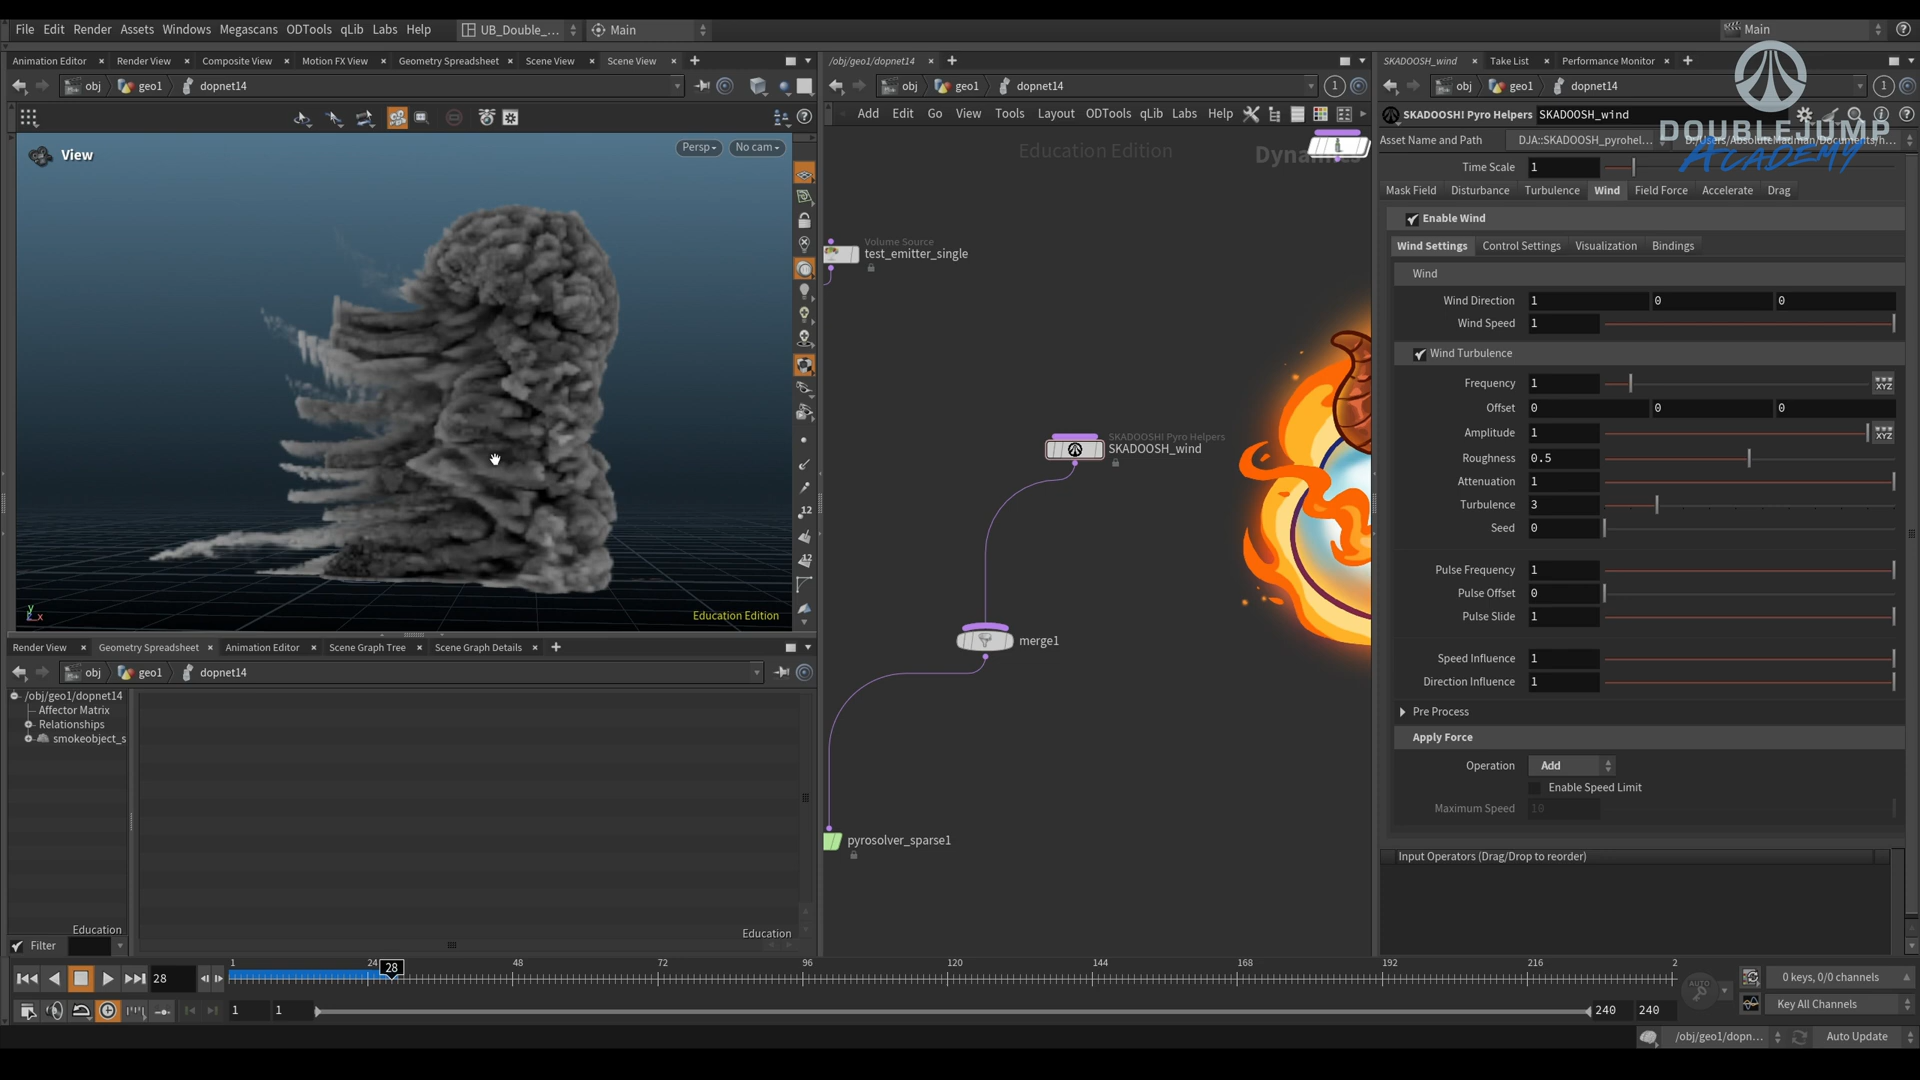 File Edit Render Assets Windows Megascans ODTools qLib Labs Help UB_Double_... Main Main
Animation Editor Render View Composite View Motion FX View Geometry Spreadsheet Scene View Scene View
obj geo1 dopnet14
View
Persp No cam
Education Edition
/obj/geo1/dopnet14
obj geo1 dopnet14
Add Edit Go View Tools Layout ODTools qLib Labs Help
Education Edition
Volume Source
test_emitter_single
SKADOOSH! Pyro Helpers
SKADOOSH_wind
merge1
pyrosolver_sparse1
SKADOOSH_wind Take List Performance Monitor
obj geo1 dopnet14
SKADOOSH! Pyro Helpers SKADOOSH_wind
DOUBLEJUMP
ACADEMY
Asset Name and Path DJA::SKADOOSH_pyrohel...
Time Scale 1
Mask Field Disturbance Turbulence Wind Field Force Accelerate Drag
Enable Wind
Wind Settings Control Settings Visualization Bindings
Wind
Wind Direction 1 0 0
Wind Speed 1
Wind Turbulence
Frequency 1 XYZ
Offset 0 0 0
Amplitude 1 XYZ
Roughness 0.5
Attenuation 1
Turbulence 3
Seed 0
Pulse Frequency 1
Pulse Offset 0
Pulse Slide 1
Speed Influence 1
Direction Influence 1
Pre Process
Apply Force
Operation Add
Enable Speed Limit
Maximum Speed 10
Input Operators (Drag/Drop to reorder)
Render View Geometry Spreadsheet Animation Editor Scene Graph Tree Scene Graph Details
obj geo1 dopnet14
/obj/geo1/dopnet14
Affector Matrix
Relationships
smokeobject_s
Education
Education
Filter
28 1 24 28 48 72 96 120 144 168 192 216 2
0 keys, 0/0 channels
1 1 240 240
Key All Channels
/obj/geo1/dopn... Auto Update